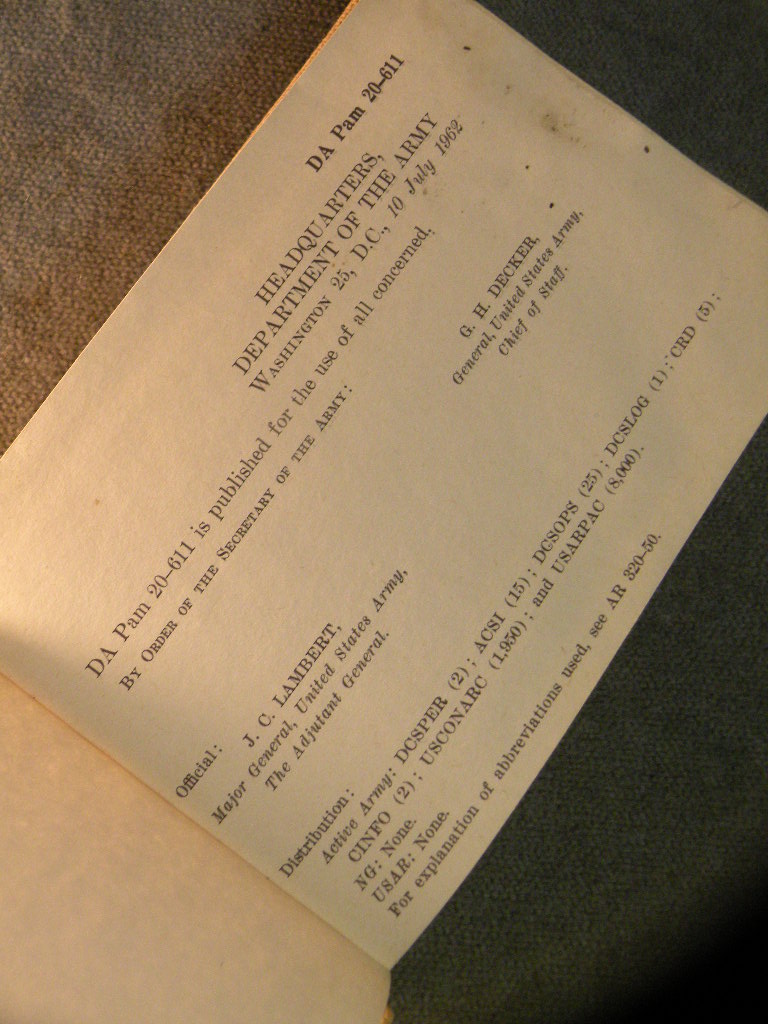 DA Pam 20–611
HEADQUARTERS,
DEPARTMENT OF THE ARMY
WASHINGTON 25, D.C., 10 July 1962
DA Pam 20–611 is published for the use of all concerned.
BY ORDER OF THE SECRETARY OF THE ARMY:
G. H. DECKER,
General, United States Army,
Chief of Staff.
Official:
J. C. LAMBERT,
Major General, United States Army,
The Adjutant General.
Distribution:
Active Army: DCSPER (2); ACSI (15); DCSOPS (25); DCSLOG (1); CRD (5);
CINFO (2); USCONARC (1,950); and USARPAC (8,000).
NG: None.
USAR: None.
For explanation of abbreviations used, see AR 320–50.